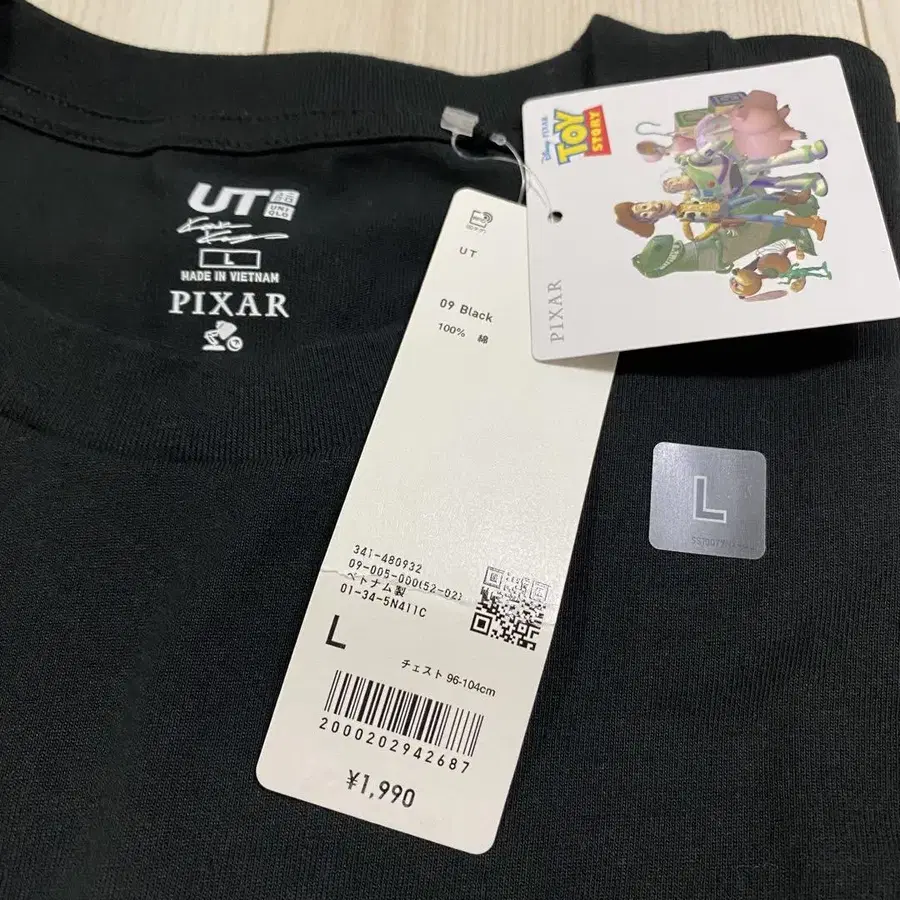 UT
UNI
QLO
L
MADE IN VIETNAM
PIXAR
UT
09 Black
100% 綿
341-480932
09-005-000(52-02)
ベトナム製
01-34-5N411C
L
チェスト 96-104cm
2000202942687
¥1,990
Disney·PIXAR
TOY
STORY
PIXAR
L